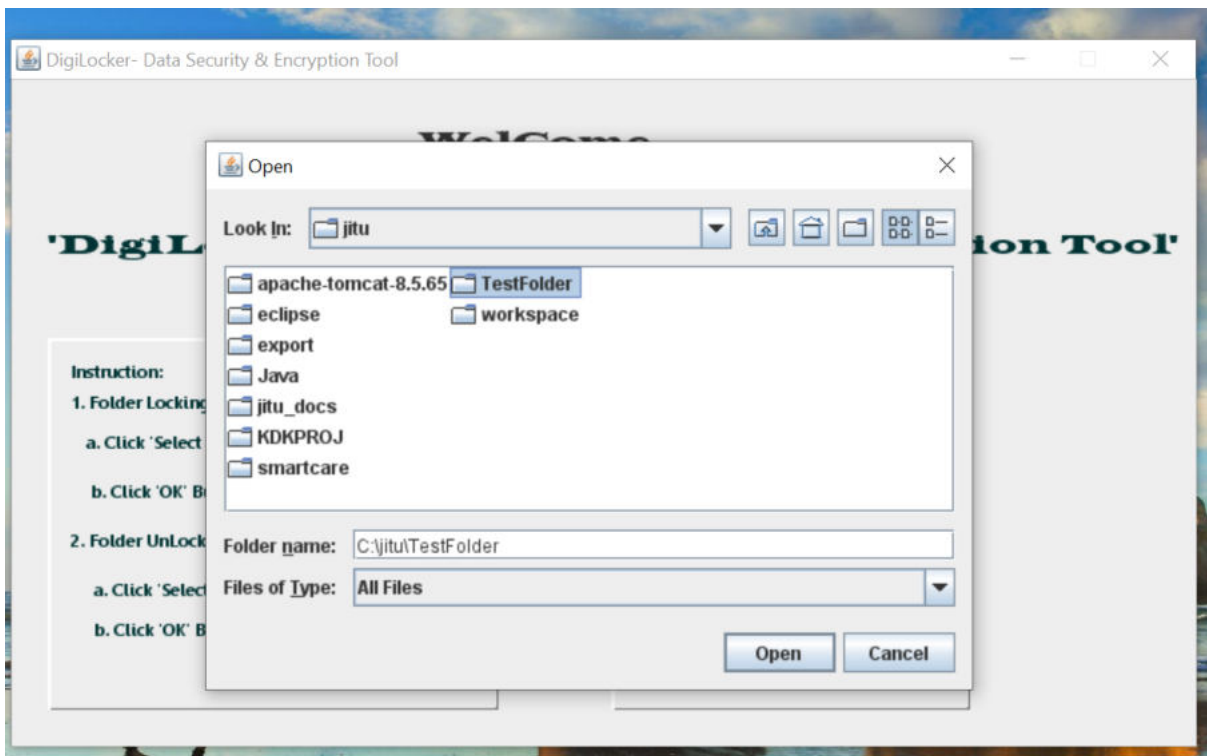 DigiLocker- Data Security & Encryption Tool
WelCome
Open
Look In: jitu
'DigiL
ion Tool'
apache-tomcat-8.5.65 TestFolder
eclipse workspace
export
Java
jitu_docs
KDKPROJ
smartcare
Instruction:
1. Folder Locking
a. Click 'Select
b. Click 'OK' B
2. Folder UnLock
a. Click 'Select
b. Click 'OK' B
Folder name: C:\jitu\TestFolder
Files of Type: All Files
Open Cancel